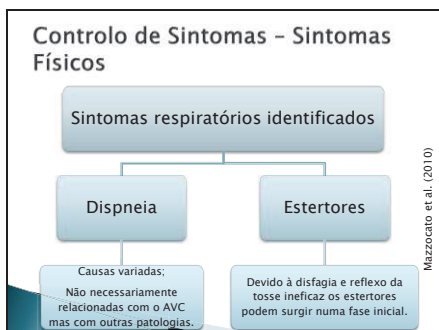 Controlo de Sintomas – Sintomas
Físicos
Sintomas respiratórios identificados
Dispneia
Estertores
Causas variadas;
Não necessariamente
relacionadas com o AVC
mas com outras patologias.
Devido à disfagia e reflexo da
tosse ineficaz os estertores
podem surgir numa fase inicial.
Mazzocato et al. (2010)